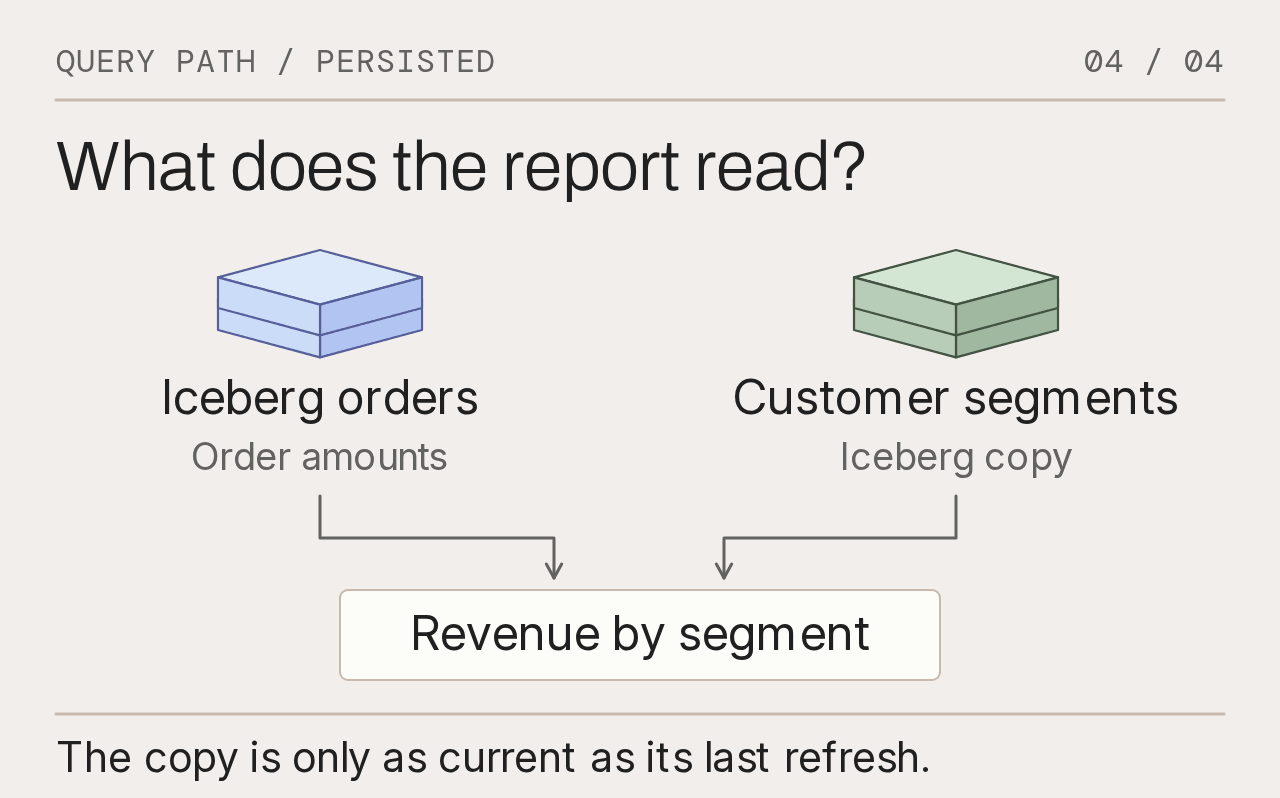 QUERY PATH / PERSISTED
04 / 04
What does the report read?
Iceberg orders
Customer segments
Order amounts
Iceberg copy
Revenue by segment
The copy is only as current as its last refresh.